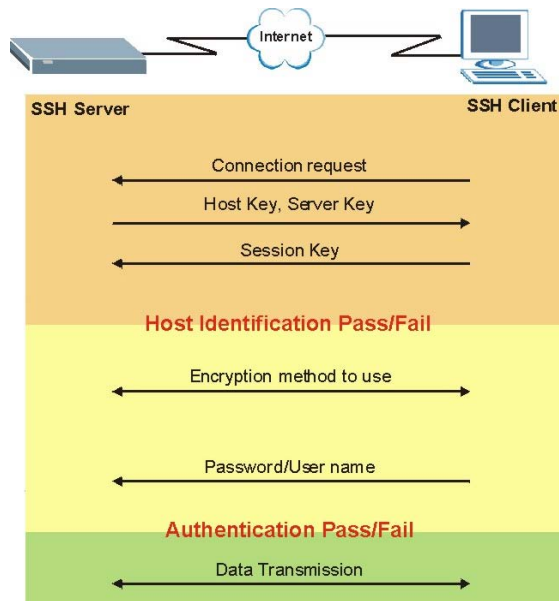 Internet
SSH Server
SSH Client
Connection request
Host Key, Server Key
Session Key
Host Identification Pass/Fail
Encryption method to use
Password/User name
Authentication Pass/Fail
Data Transmission